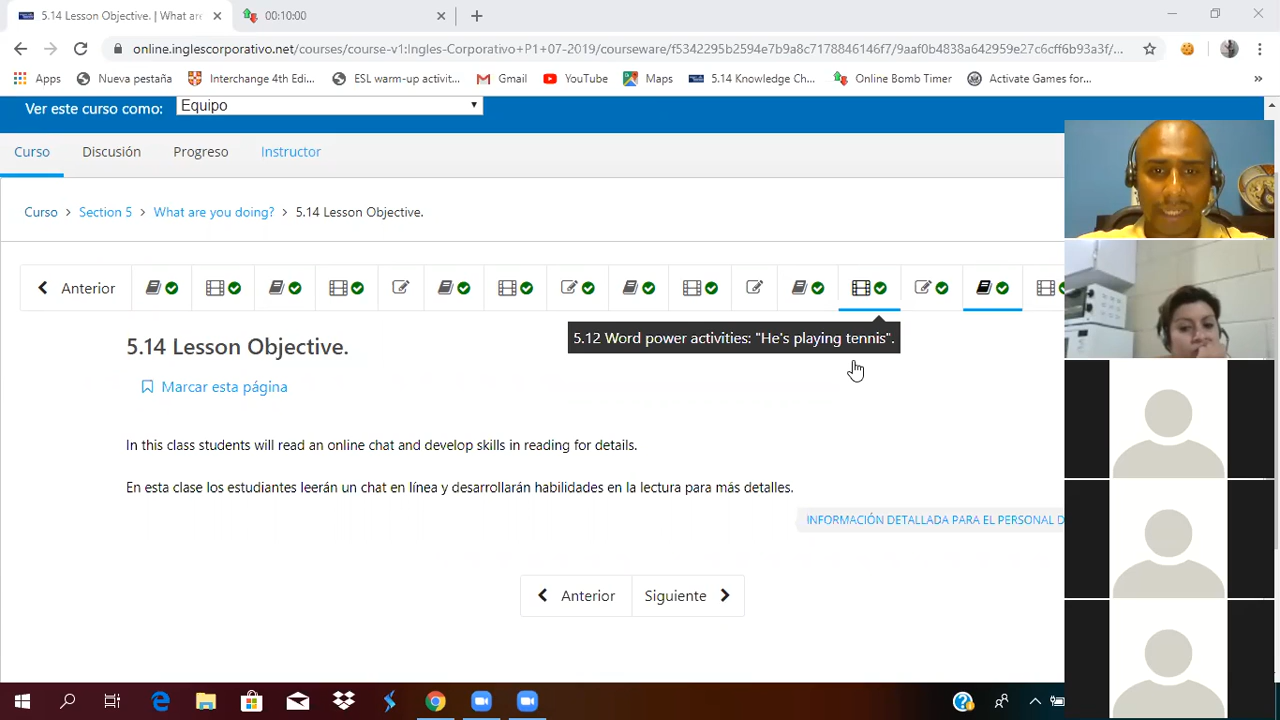 5.14 Lesson Objective. | What are
00:10:00
online.inglescorporativo.net/courses/course-v1:Ingles-Corporativo+P1+07-2019/courseware/f5342295b2594e7b9a8c7178846146f7/9aaf0b4838a642959e27c6cff6b93a3f/...
Apps Nueva pestaña Interchange 4th Edi... ESL warm-up activit... Gmail YouTube Maps 5.14 Knowledge Ch... Online Bomb Timer Activate Games for... »
Ver este curso como: Equipo
Curso Discusión Progreso Instructor
Curso > Section 5 > What are you doing? > 5.14 Lesson Objective.
Anterior
5.12 Word power activities: "He's playing tennis".
5.14 Lesson Objective.
Marcar esta página
In this class students will read an online chat and develop skills in reading for details.
En esta clase los estudiantes leerán un chat en línea y desarrollarán habilidades en la lectura para más detalles.
INFORMACIÓN DETALLADA PARA EL PERSONAL D
Anterior Siguiente